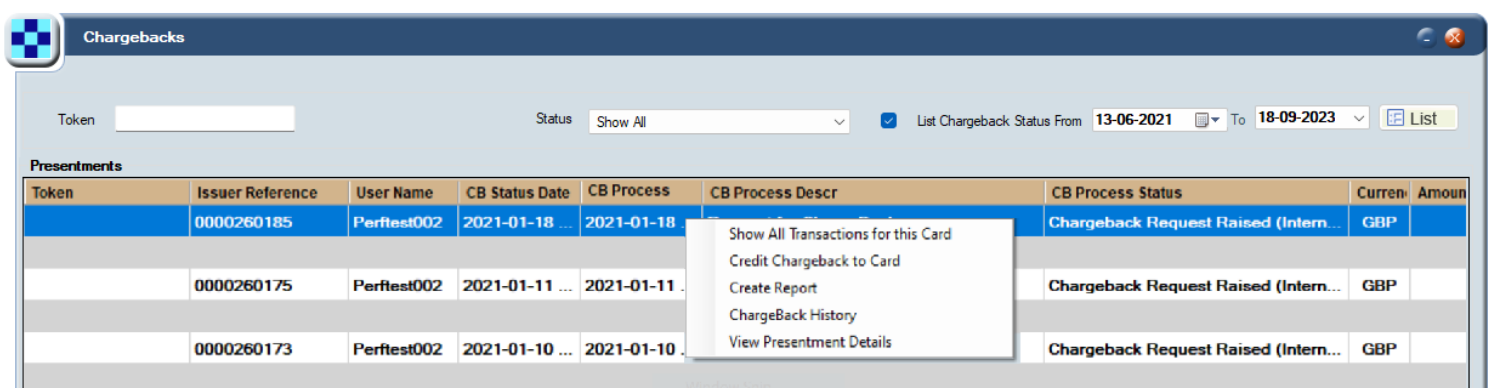 Chargebacks
Token Status Show All List Chargeback Status From 13-06-2021 To 18-09-2023 List
Presentments
Token Issuer Reference User Name CB Status Date CB Process CB Process Descr CB Process Status Curren Amoun
0000260185 Perftest002 2021-01-18 ... 2021-01-18 . Chargeback Request Raised (Intern... GBP
Show All Transactions for this Card
Credit Chargeback to Card
0000260175 Perftest002 2021-01-11 ... 2021-01-11 . Create Report Chargeback Request Raised (Intern... GBP
ChargeBack History
View Presentment Details
0000260173 Perftest002 2021-01-10 ... 2021-01-10 . Chargeback Request Raised (Intern... GBP